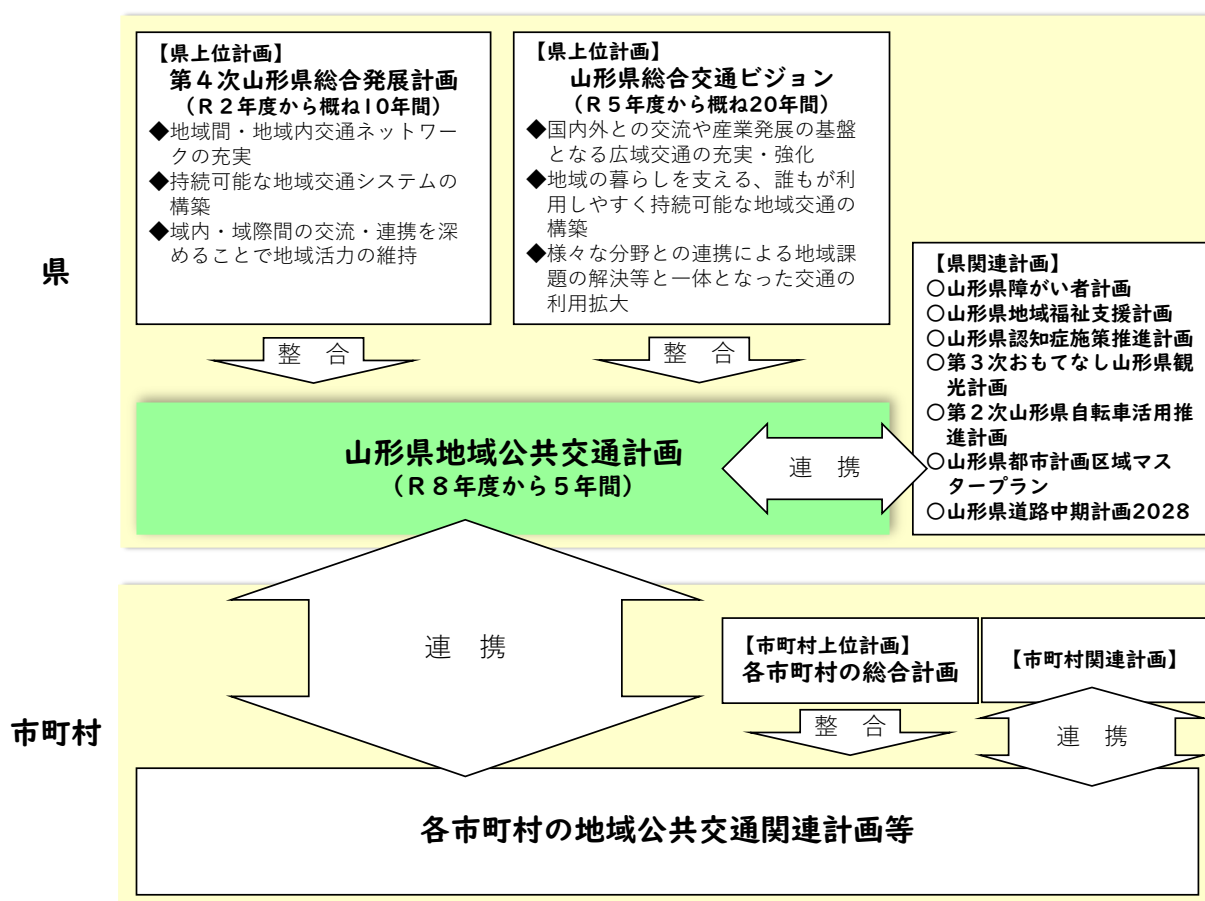 県
【県上位計画】
第4次山形県総合発展計画
（R2年度から概ね10年間）
◆地域間・地域内交通ネットワー
クの充実
◆持続可能な地域交通システムの
構築
◆域内・域際間の交流・連携を深
めることで地域活力の維持
【県上位計画】
山形県総合交通ビジョン
（R5年度から概ね20年間）
◆国内外との交流や産業発展の基盤
となる広域交通の充実・強化
◆地域の暮らしを支える、誰もが利
用しやすく持続可能な地域交通の
構築
◆様々な分野との連携による地域課
題の解決等と一体となった交通の
利用拡大
整　合
整　合
【県関連計画】
○山形県障がい者計画
○山形県地域福祉支援計画
○山形県認知症施策推進計画
○第3次おもてなし山形県観
光計画
○第2次山形県自転車活用推
進計画
○山形県都市計画区域マス
タープラン
○山形県道路中期計画2028
山形県地域公共交通計画
（R8年度から5年間）
連　携
連　携
市町村
【市町村上位計画】
各市町村の総合計画
【市町村関連計画】
整　合
連　携
各市町村の地域公共交通関連計画等